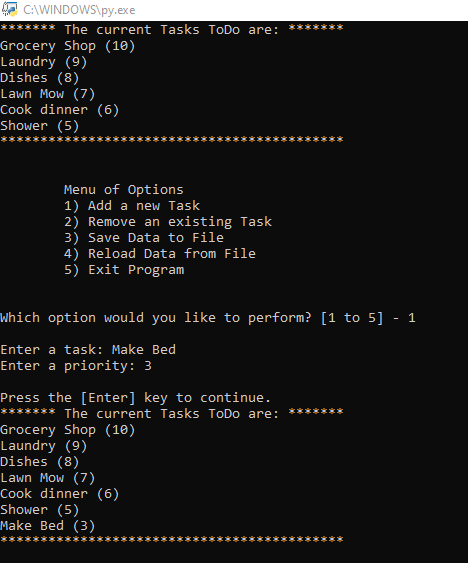 C:\WINDOWS\py.exe
******* The current Tasks ToDo are: *******
Grocery Shop (10)
Laundry (9)
Dishes (8)
Lawn Mow (7)
Cook dinner (6)
Shower (5)
*******************************************
Menu of Options
1) Add a new Task
2) Remove an existing Task
3) Save Data to File
4) Reload Data from File
5) Exit Program
Which option would you like to perform? [1 to 5] - 1
Enter a task: Make Bed
Enter a priority: 3
Press the [Enter] key to continue.
******* The current Tasks ToDo are: *******
Grocery Shop (10)
Laundry (9)
Dishes (8)
Lawn Mow (7)
Cook dinner (6)
Shower (5)
Make Bed (3)
*******************************************